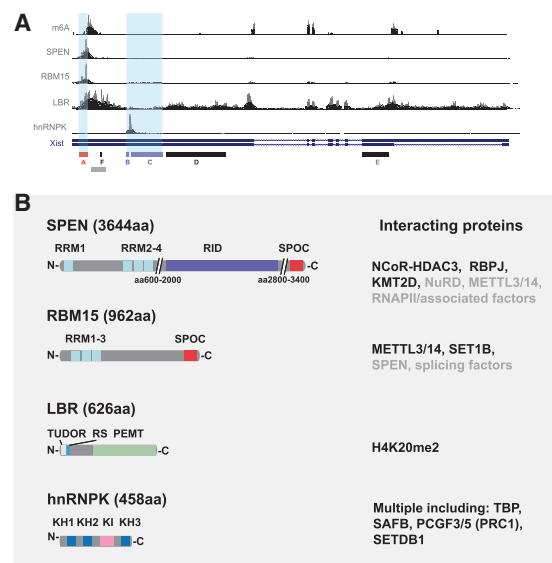 A
m6A
SPEN
RBM15
LBR
hnRNPK
Xist
A F B C D E
B
SPEN (3644aa)
Interacting proteins
RRM1 RRM2-4 RID SPOC
N- -C
aa600-2000 aa2800-3400
NCoR-HDAC3, RBPJ,
KMT2D, NuRD, METTL3/14,
RNAPII/associated factors
RBM15 (962aa)
RRM1-3 SPOC
N- -C
METTL3/14, SET1B,
SPEN, splicing factors
LBR (626aa)
TUDOR RS PEMT
N- -C
H4K20me2
hnRNPK (458aa)
KH1 KH2 KI KH3
N- -C
Multiple including: TBP,
SAFB, PCGF3/5 (PRC1),
SETDB1